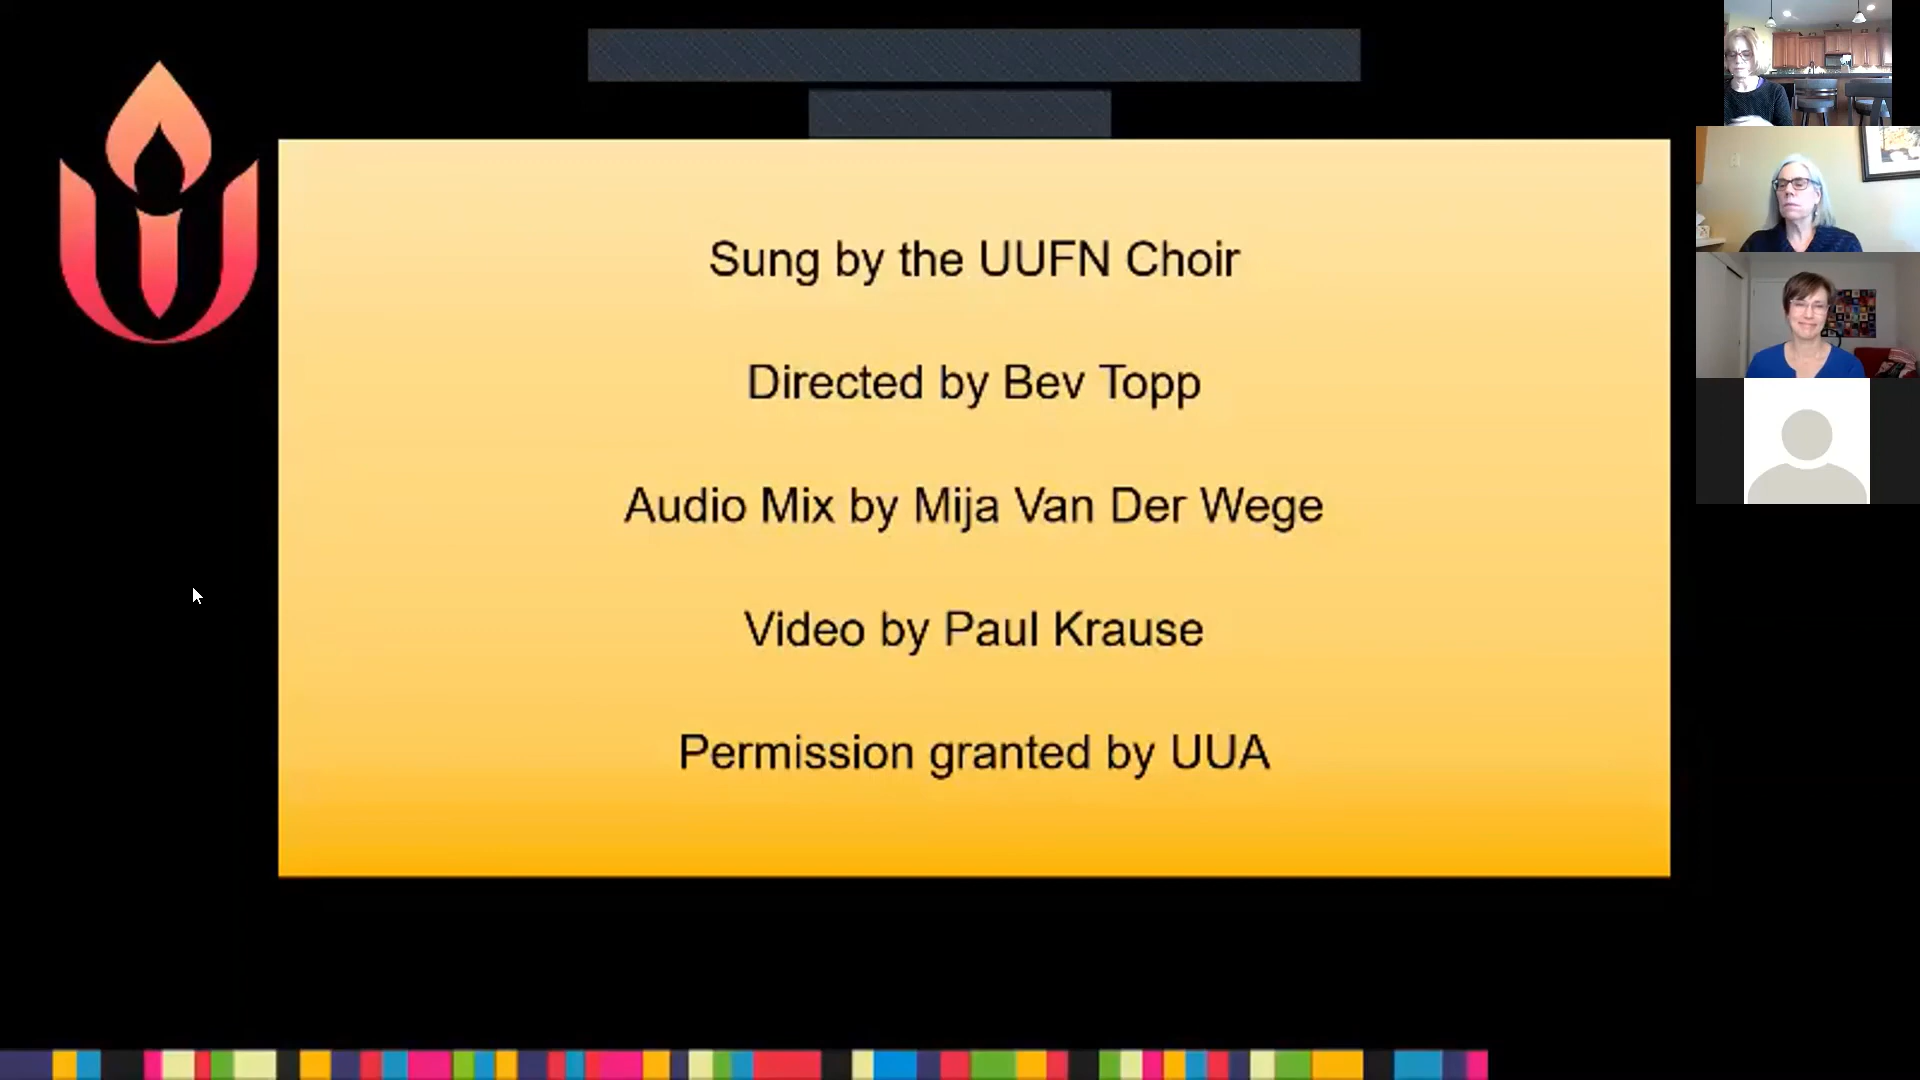 Sung by the UUFN Choir
Directed by Bev Topp
Audio Mix by Mija Van Der Wege
Video by Paul Krause
Permission granted by UUA